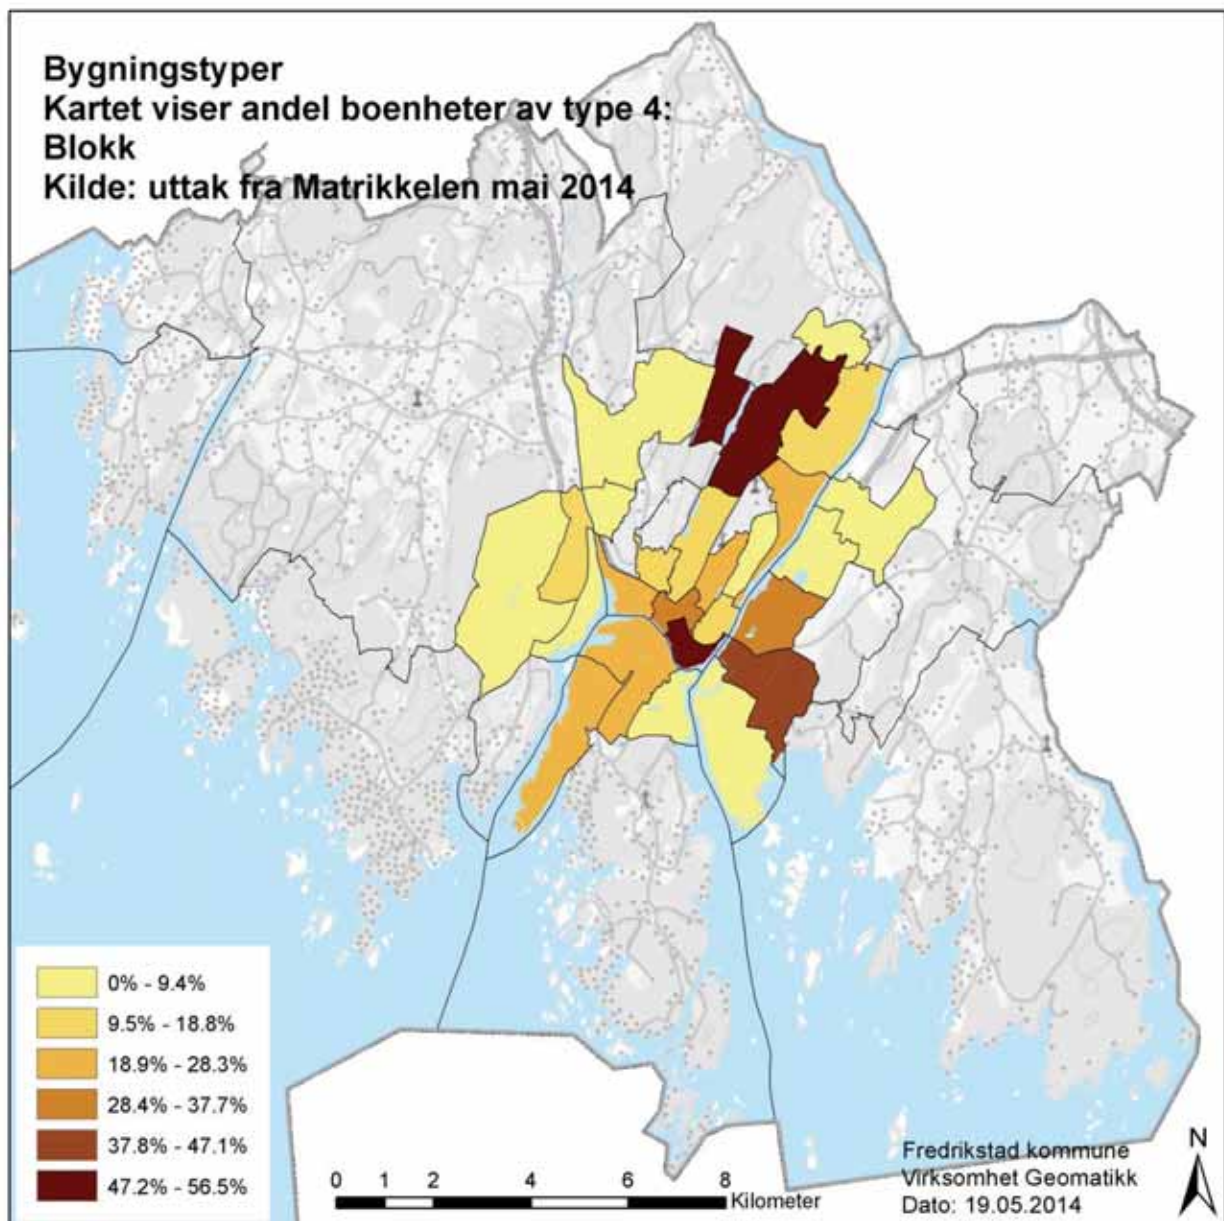 Bygningstyper
Kartet viser andel boenheter av type 4:
Blokk
Kilde: uttak fra Matrikkelen mai 2014
0% - 9.4%
9.5% - 18.8%
18.9% - 28.3%
28.4% - 37.7%
37.8% - 47.1%
47.2% - 56.5%
0 1 2 4 6 8
Kilometer
Fredrikstad kommune
Virksomhet Geomatikk
Dato: 19.05.2014
N